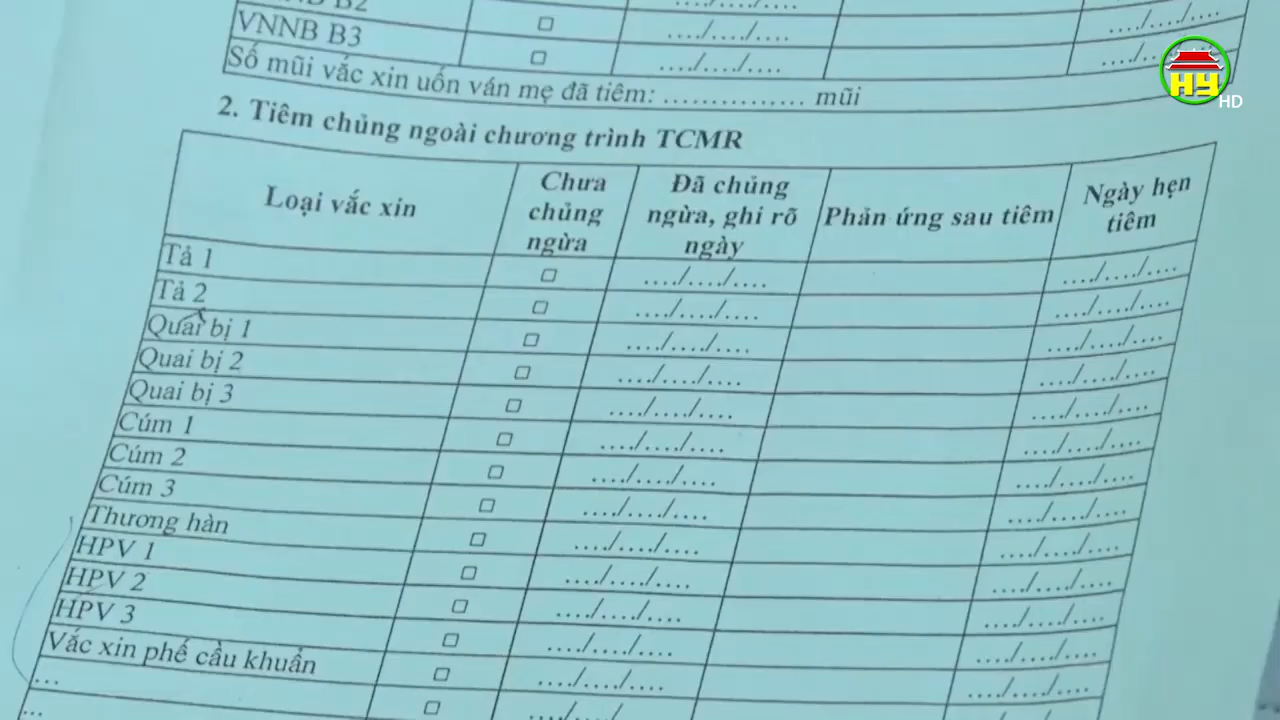 B2 ..../..../.... ..../..../....
VNNB B3 □ ..../..../.... ..../..../....
□ ..../..../.... ..../
Số mũi vắc xin uốn ván mẹ đã tiêm: ................ mũi
HY HD
2. Tiêm chủng ngoài chương trình TCMR
Loại vắc xin | Chưa chủng ngừa | Đã chủng ngừa, ghi rõ ngày | Phản ứng sau tiêm | Ngày hẹn tiêm
Tả 1 □ ..../..../.... ..../..../....
Tả 2 □ ..../..../.... ..../..../....
Quai bị 1 □ ..../..../.... ..../..../....
Quai bị 2 □ ..../..../.... ..../..../....
Quai bị 3 □ ..../..../.... ..../..../....
Cúm 1 □ ..../..../.... ..../..../....
Cúm 2 □ ..../..../.... ..../..../....
Cúm 3 □ ..../..../.... ..../..../....
Thương hàn □ ..../..../.... ..../..../....
HPV 1 □ ..../..../.... ..../..../....
HPV 2 □ ..../..../.... ..../..../....
HPV 3 □ ..../..../.... ..../..../....
Vắc xin phế cầu khuẩn □ ..../..../.... ..../..../....
... □ ..../..../.... ..../..../....
...